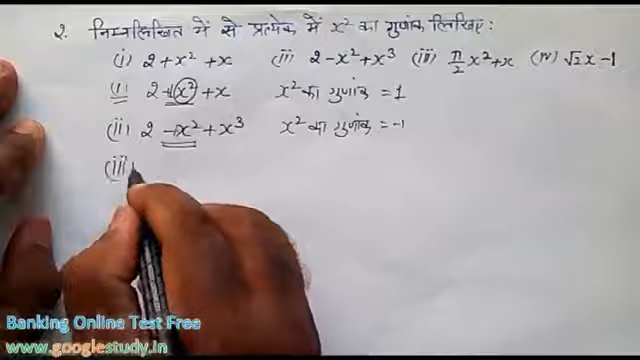 2. निम्नलिखित में से प्रत्येक में x² का गुणांक लिखिए:
(i) 2 + x² + x (ii) 2 - x² + x³ (iii) π/2 x² + x (iv) √2 x - 1
(i) 2 + x² + x x² का गुणांक = 1
(ii) 2 - x² + x³ x² का गुणांक = -1
(iii)
Banking Online Test Free
www.googlestudy.in